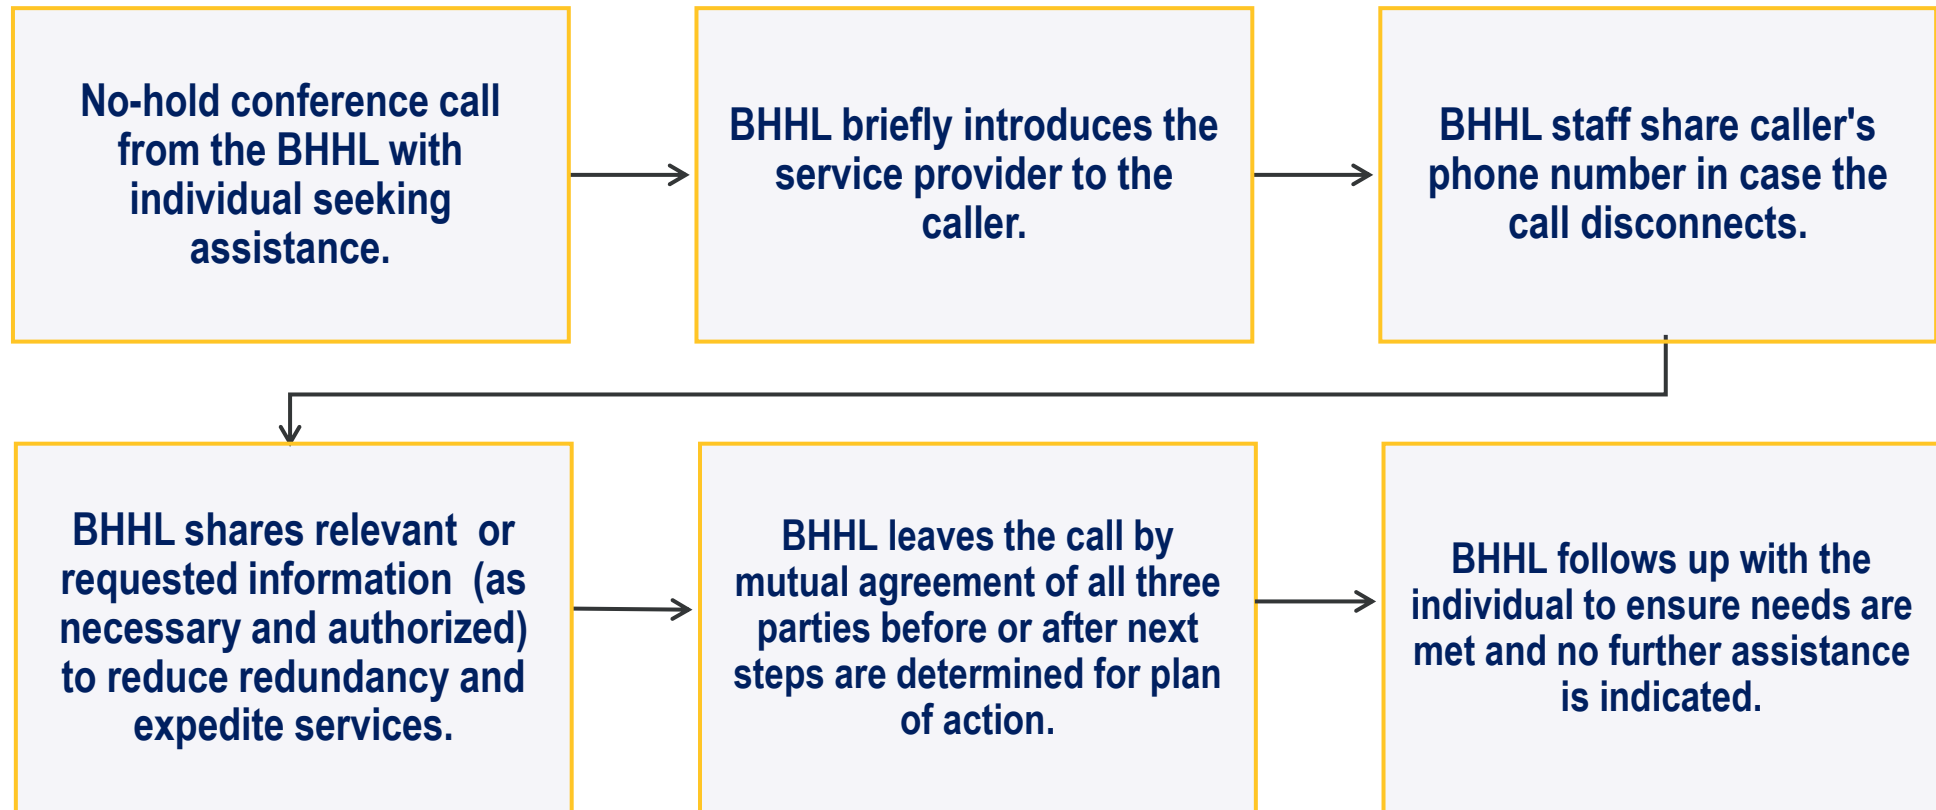 No-hold conference call
from the BHHL with
individual seeking
assistance.
BHHL briefly introduces the
service provider to the
caller.
BHHL staff share caller's
phone number in case the
call disconnects.
BHHL shares relevant  or
requested information  (as
necessary and authorized)
to reduce redundancy and
expedite services.
BHHL leaves the call by
mutual agreement of all three
parties before or after next
steps are determined for plan
of action.
BHHL follows up with the
individual to ensure needs are
met and no further assistance
is indicated.